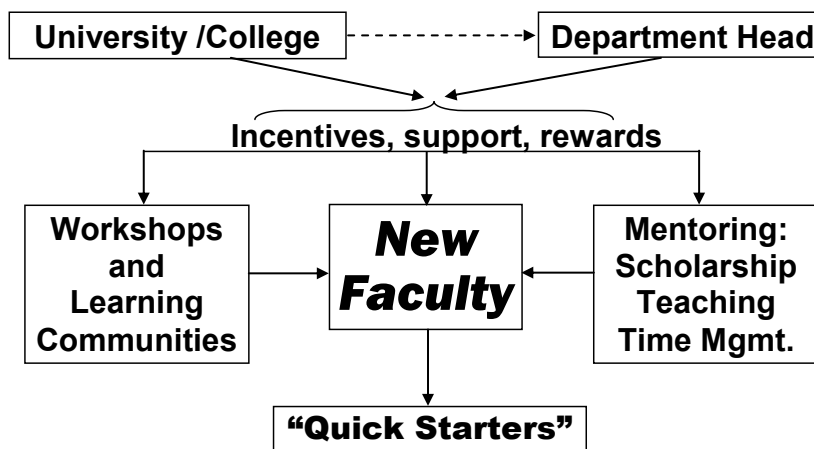 University /College
Department Head
Incentives, support, rewards
Workshops
and
Learning
Communities
New
Faculty
Mentoring:
Scholarship
Teaching
Time Mgmt.
“Quick Starters”